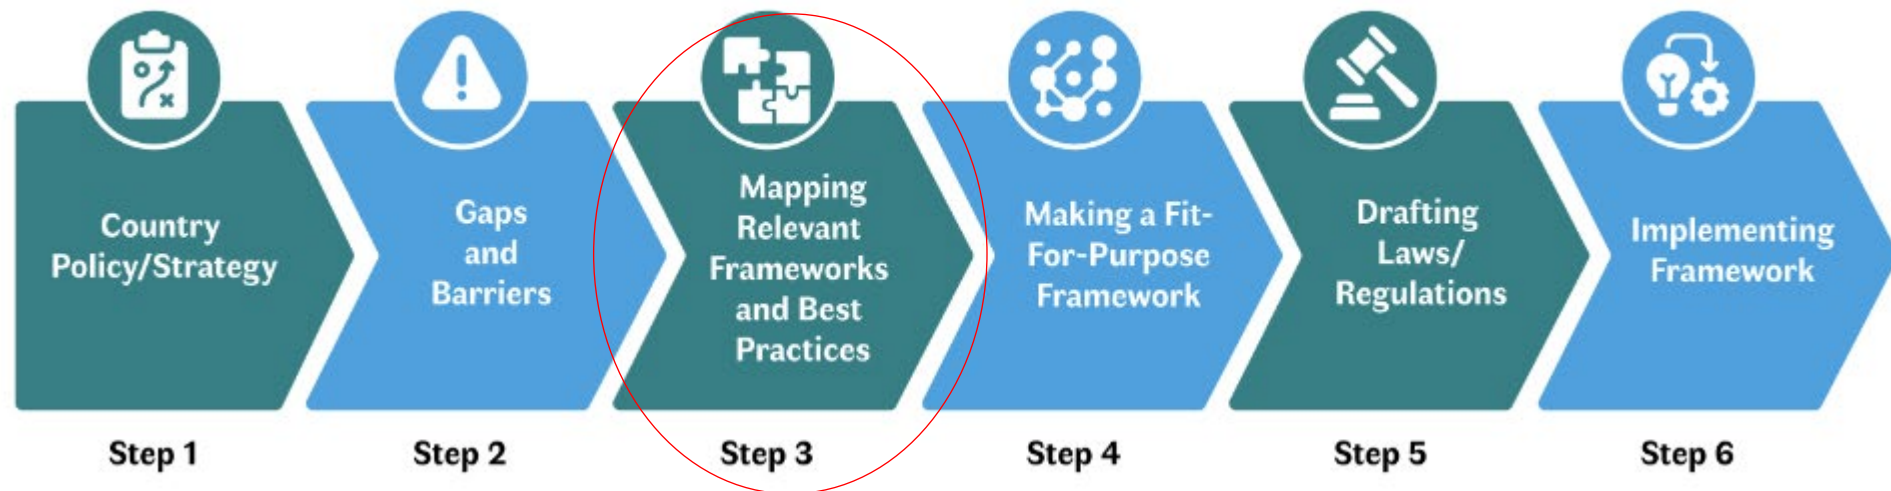 Country
Policy/Strategy
Gaps
and
Barriers
Mapping
Relevant
Frameworks
and Best
Practices
Making a Fit-
For-Purpose
Framework
Drafting
Laws/
Regulations
Implementing
Framework
Step 1
Step 2
Step 3
Step 4
Step 5
Step 6